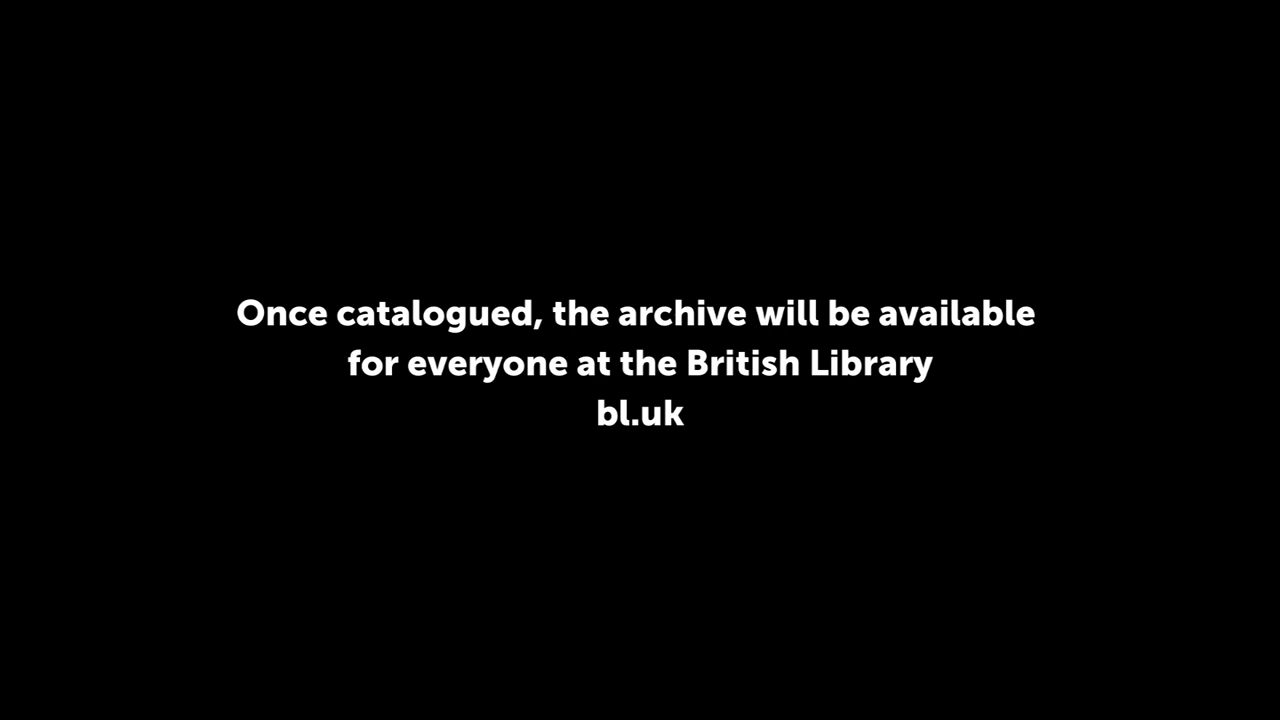 Once catalogued, the archive will be available
for everyone at the British Library
bl.uk